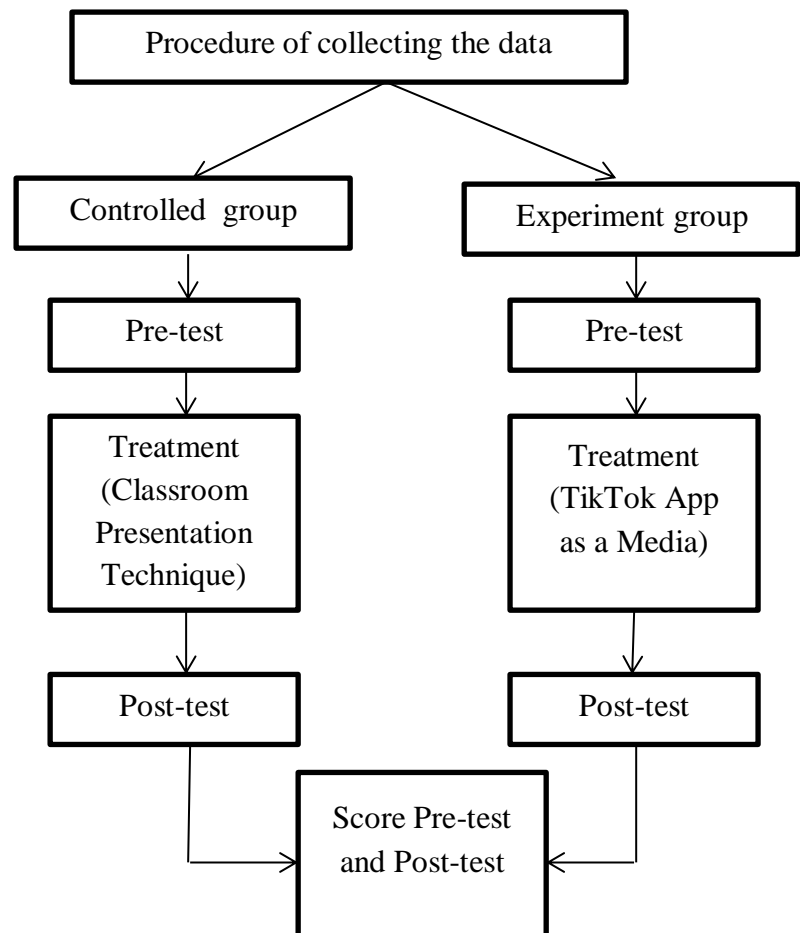 Procedure of collecting the data
Controlled group
Experiment group
Pre-test
Pre-test
Treatment
(Classroom
Presentation
Technique)
Treatment
(TikTok App
as a Media)
Post-test
Post-test
Score Pre-test
and Post-test